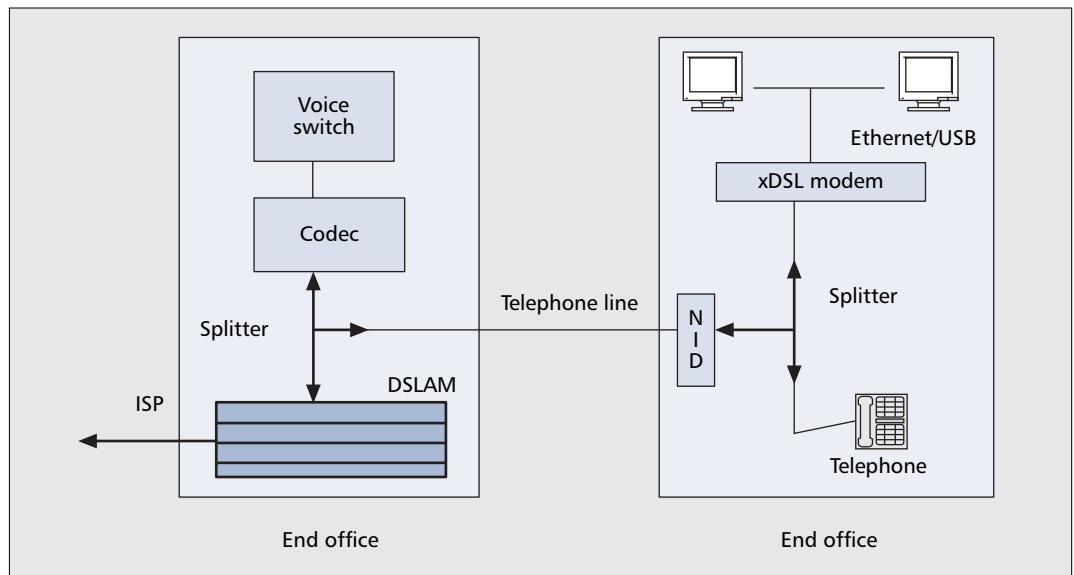 Voice
switch
Codec
Splitter
DSLAM
ISP
End office
Telephone line
Ethernet/USB
xDSL modem
Splitter
N
I
D
Telephone
End office